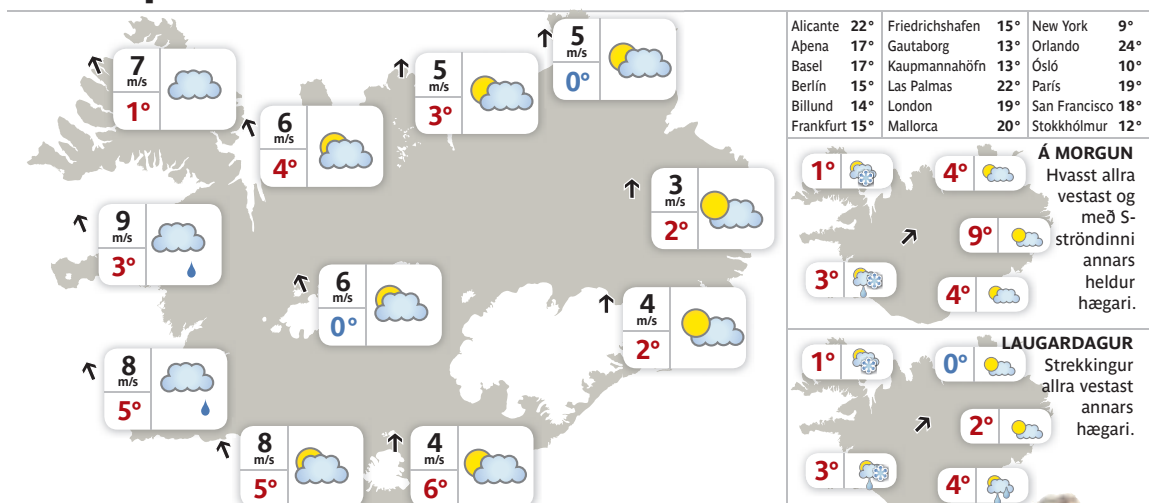 7
m/s
1°
6
m/s
4°
5
m/s
3°
5
m/s
0°
9
m/s
3°
6
m/s
0°
3
m/s
2°
4
m/s
2°
8
m/s
5°
8
m/s
5°
4
m/s
6°
Alicante 22°
Aþena 17°
Basel 17°
Berlín 15°
Billund 14°
Frankfurt 15°
Friedrichshafen 15°
Gautaborg 13°
Kaupmannahöfn 13°
Las Palmas 22°
London 19°
Mallorca 20°
New York 9°
Orlando 24°
Ósló 10°
París 19°
San Francisco 18°
Stokkhólmur 12°
Á MORGUN
Hvasst allra
vestast og
með S-
ströndinni
annars
heldur
hægari.
1°
4°
9°
3°
4°
LAUGARDAGUR
Strekkingur
allra vestast
annars
hægari.
1°
0°
2°
3°
4°